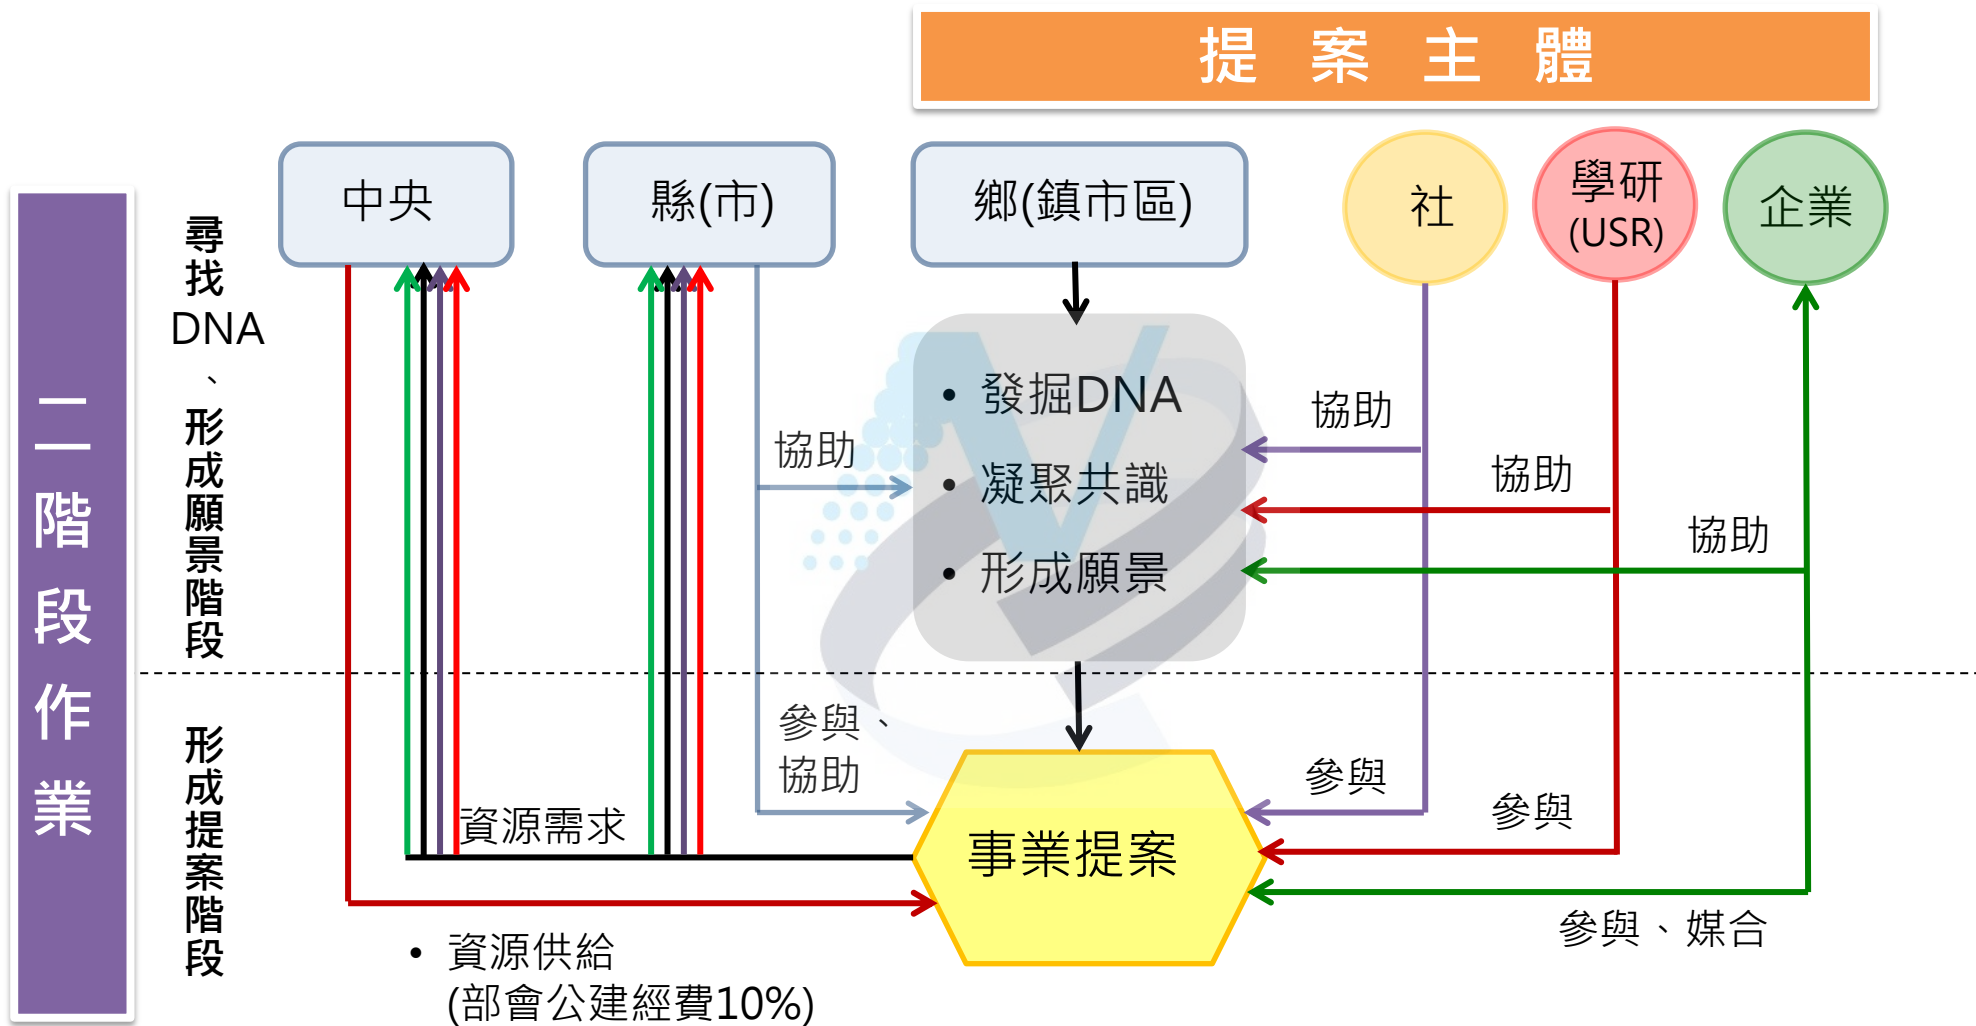 提案主體
中央
縣(市)
鄉(鎮市區)
社
學研
(USR)
企業
二階段作業
尋找DNA、形成願景階段
• 發掘DNA
• 凝聚共識
• 形成願景
協助
協助
協助
協助
形成提案階段
參與、
協助
參與
參與
資源需求
事業提案
參與、媒合
• 資源供給
(部會公建經費10%)